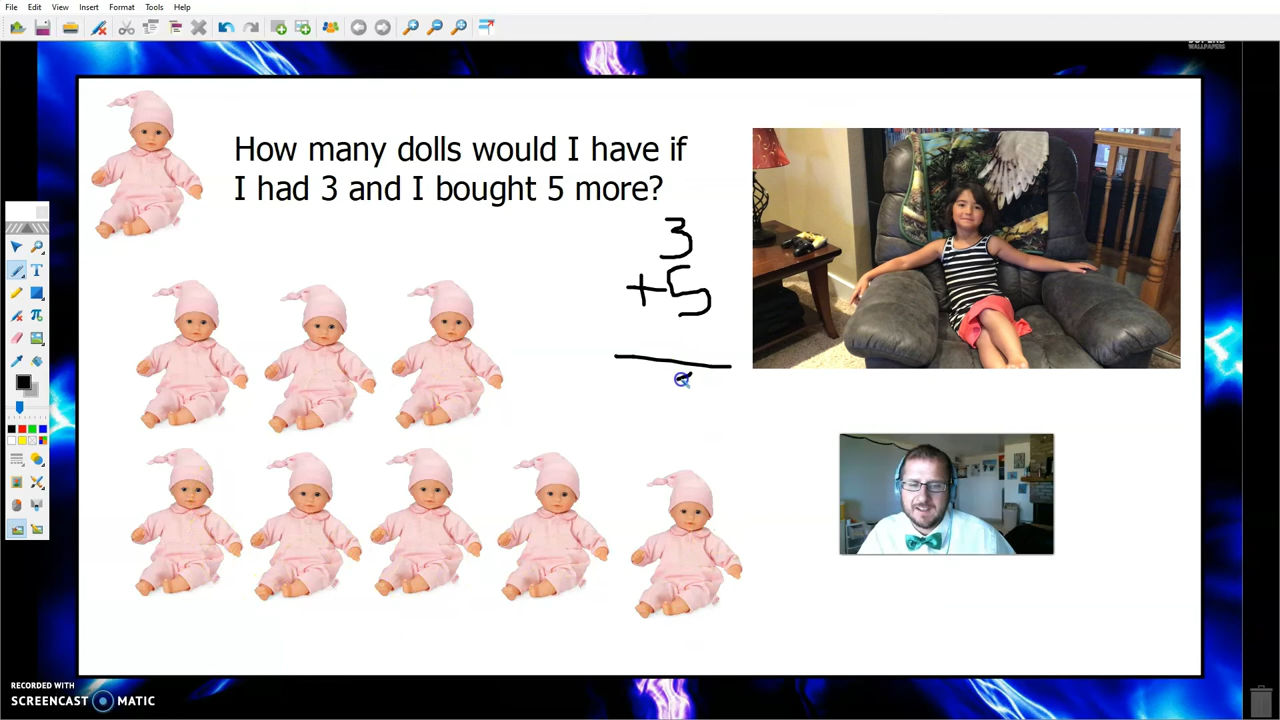 File Edit View Insert Format Tools Help
WALLPAPERS
How many dolls would I have if
I had 3 and I bought 5 more?
3
+5
RECORDED WITH
SCREENCAST MATIC